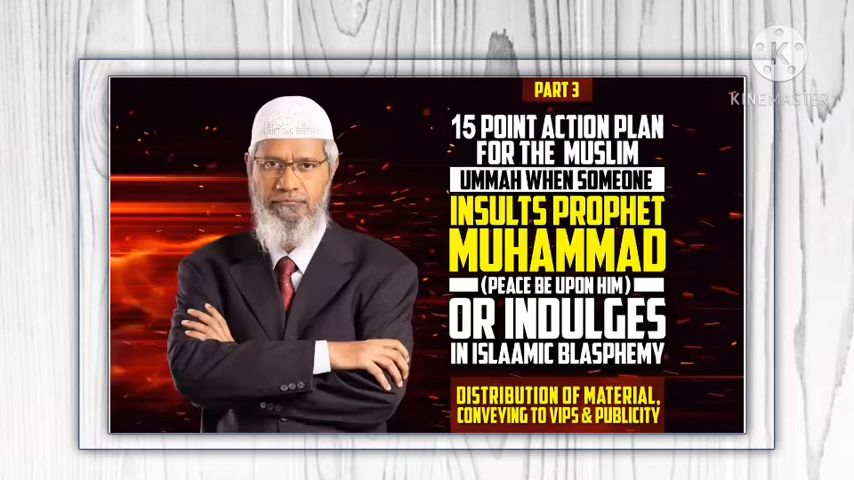 K
KINEMASTER
PART 3
15 POINT ACTION PLAN
FOR THE MUSLIM
UMMAH WHEN SOMEONE
INSULTS PROPHET
MUHAMMAD
(PEACE BE UPON HIM)
OR INDULGES
IN ISLAAMIC BLASPHEMY
DISTRIBUTION OF MATERIAL,
CONVEYING TO VIPS & PUBLICITY